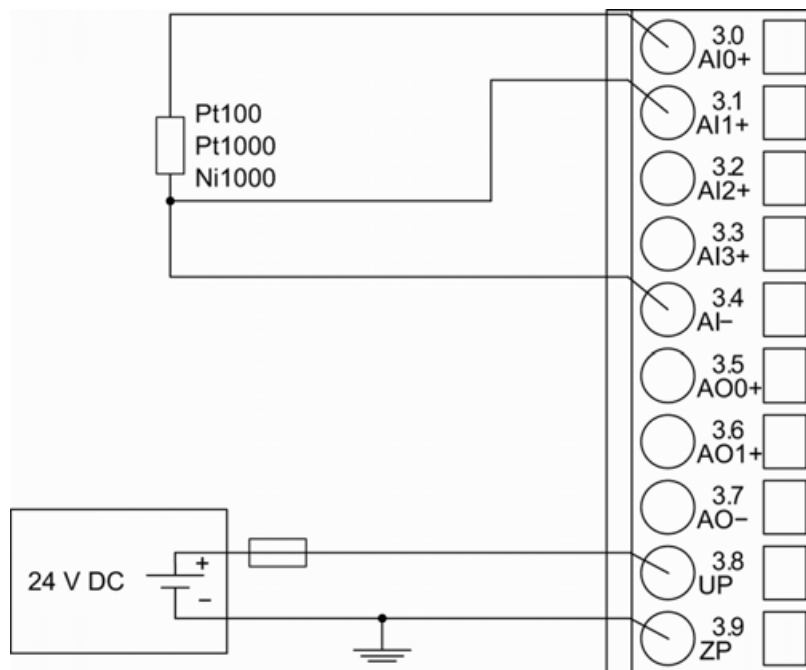 3.0
AI0+
3.1
AI1+
Pt100
Pt1000
Ni1000
3.2
AI2+
3.3
AI3+
3.4
AI−
3.5
AO0+
3.6
AO1+
3.7
AO−
24 V DC
+
−
3.8
UP
3.9
ZP